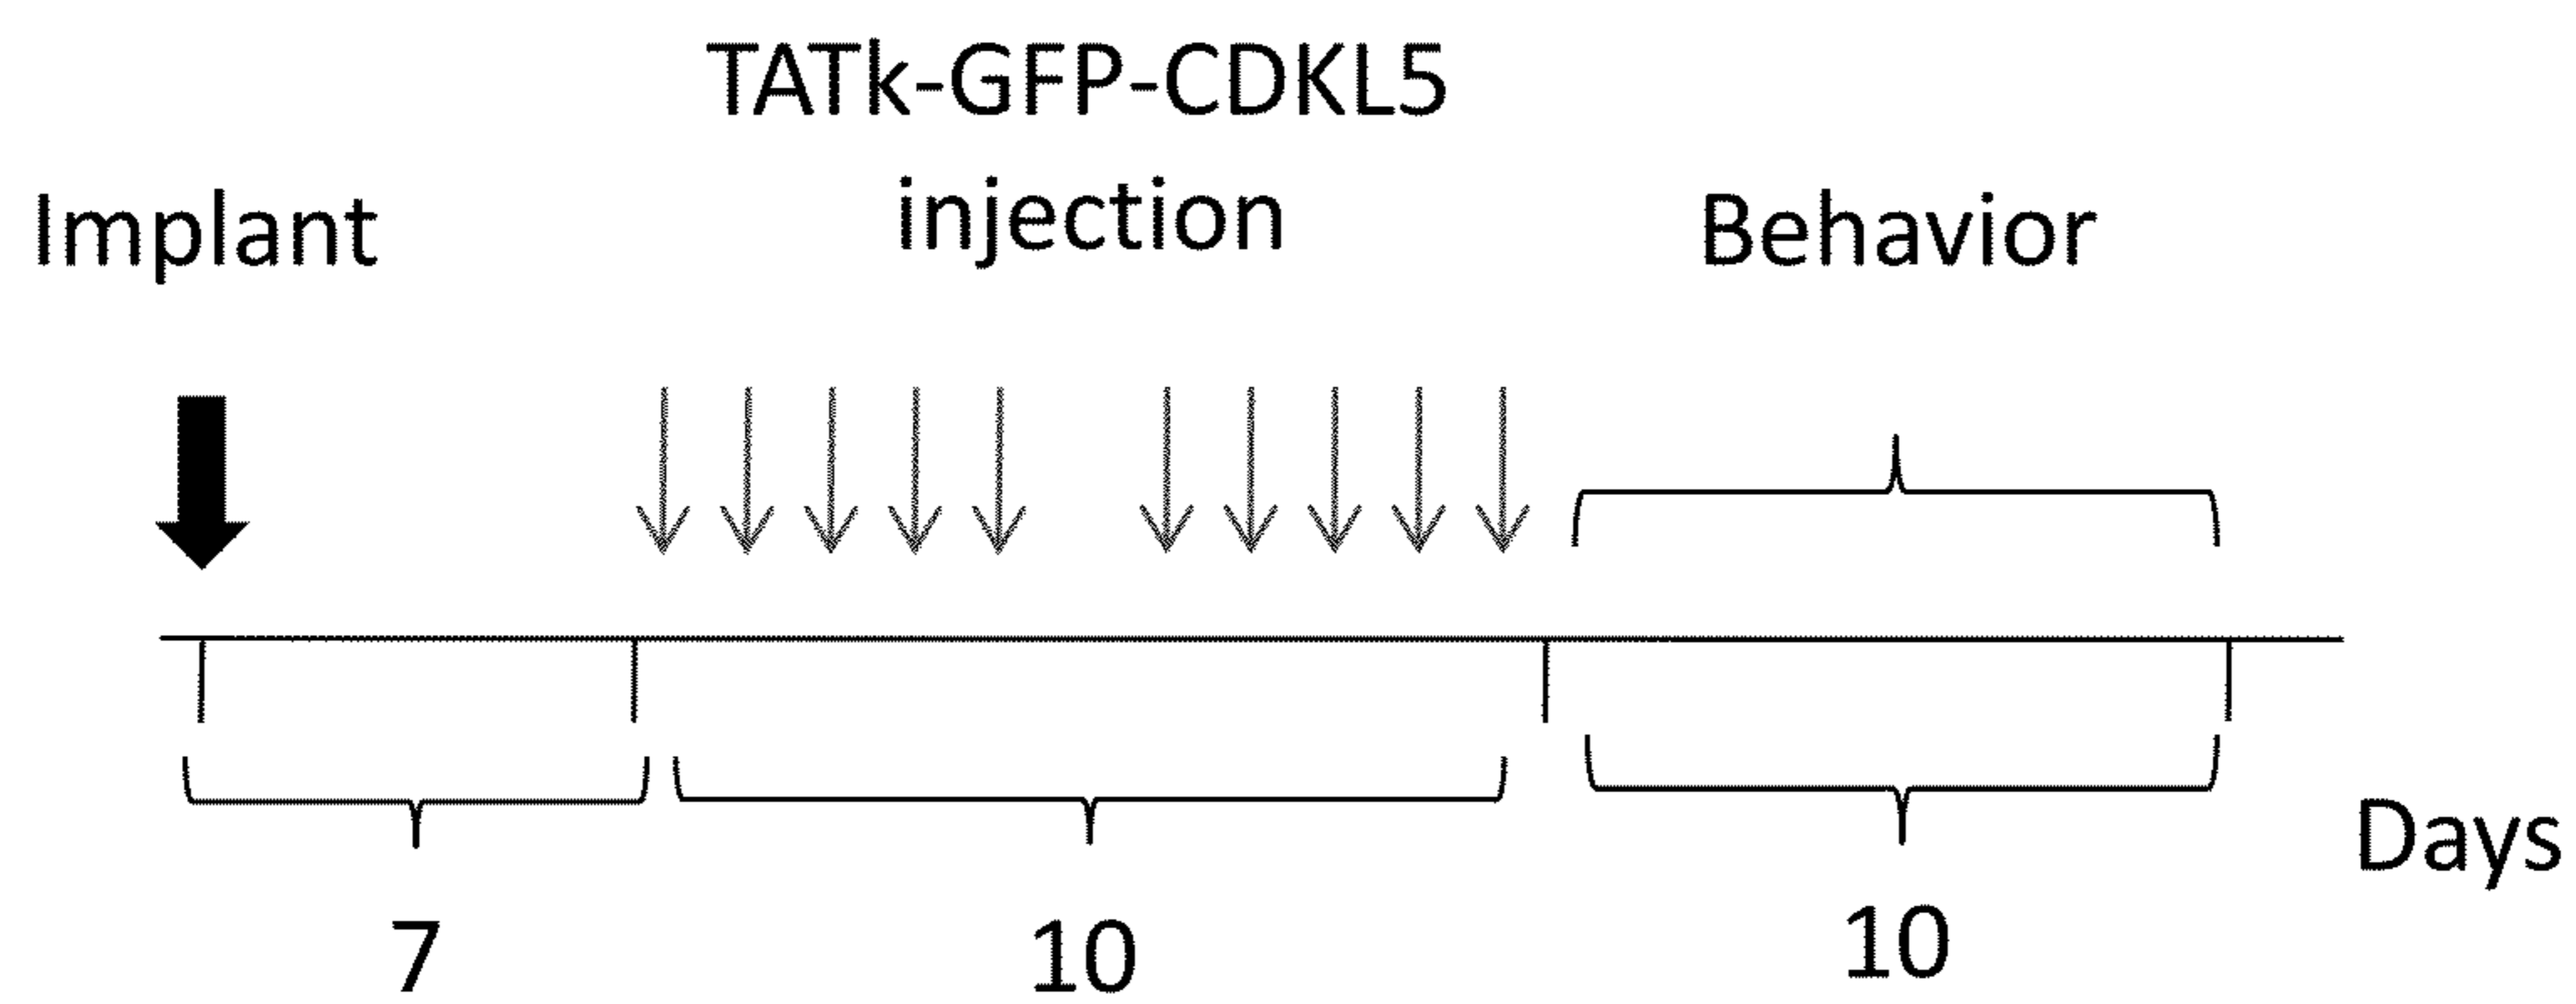 TATk-GFP-CDKL5
injection
Implant
Behavior
Days
7
10
10